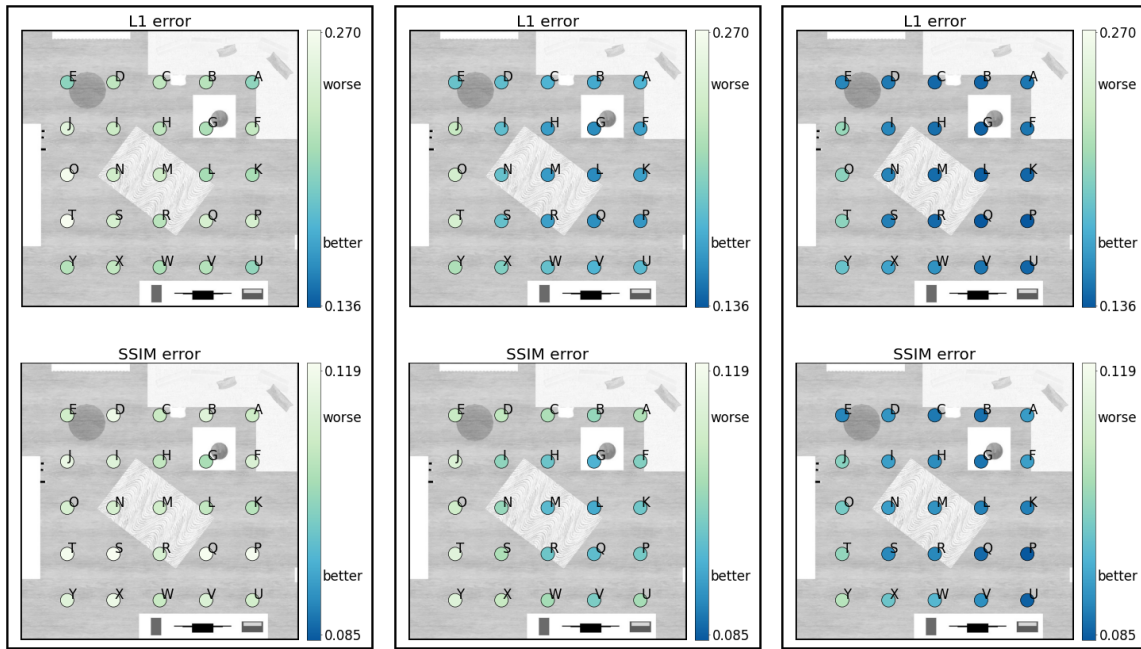 L1 error
E D C B A
J I H G F
O N M L K
T S R Q P
Y X W V U
0.270
worse
better
0.136
L1 error
E D C B A
J I H G F
O N M L K
T S R Q P
Y X W V U
0.270
worse
better
0.136
L1 error
E D C B A
J I H G F
O N M L K
T S R Q P
Y X W V U
0.270
worse
better
0.136
SSIM error
E D C B A
J I H G F
O N M L K
T S R Q P
Y X W V U
0.119
worse
better
0.085
SSIM error
E D C B A
J I H G F
O N M L K
T S R Q P
Y X W V U
0.119
worse
better
0.085
SSIM error
E D C B A
J I H G F
O N M L K
T S R Q P
Y X W V U
0.119
worse
better
0.085